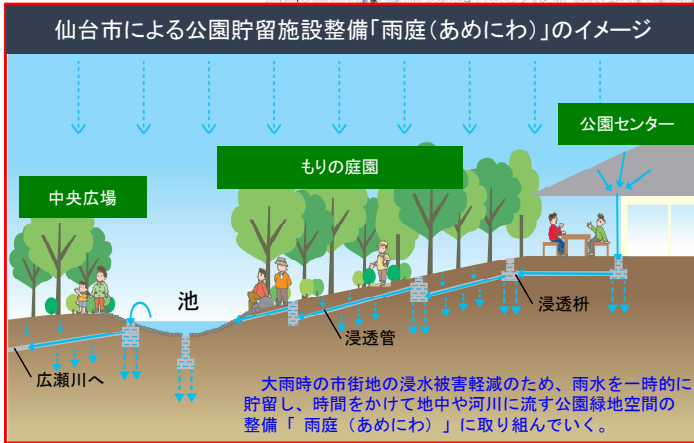 仙台市による公園貯留施設整備「雨庭(あめにわ)」のイメージ
公園センター
もりの庭園
中央広場
池
浸透枡
浸透管
広瀬川へ
大雨時の市街地の浸水被害軽減のため、雨水を一時的に
貯留し、時間をかけて地中や河川に流す公園緑地空間の
整備「 雨庭(あめにわ)」に取り組んでいく。